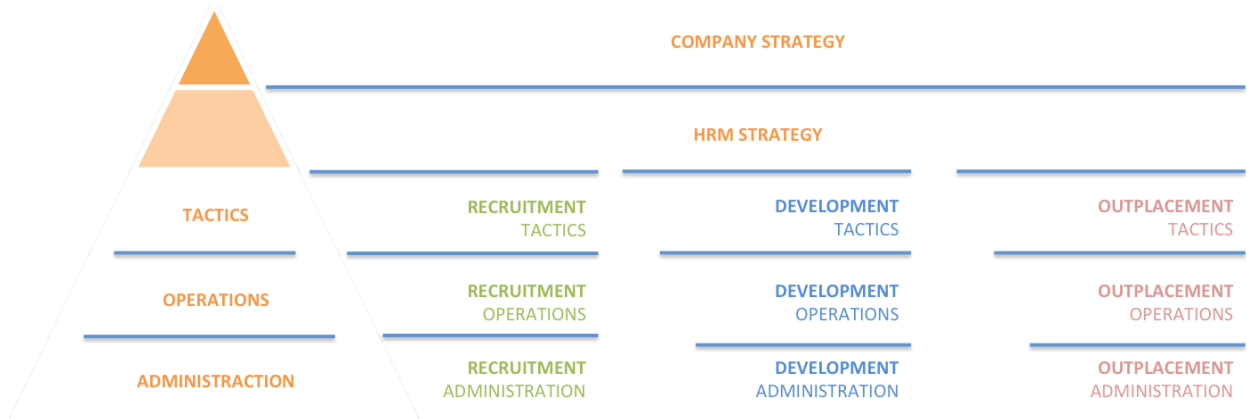 COMPANY STRATEGY
HRM STRATEGY
TACTICS
RECRUITMENT
TACTICS
DEVELOPMENT
TACTICS
OUTPLACEMENT
TACTICS
OPERATIONS
RECRUITMENT
OPERATIONS
DEVELOPMENT
OPERATIONS
OUTPLACEMENT
OPERATIONS
ADMINISTRACTION
RECRUITMENT
ADMINISTRATION
DEVELOPMENT
ADMINISTRATION
OUTPLACEMENT
ADMINISTRATION